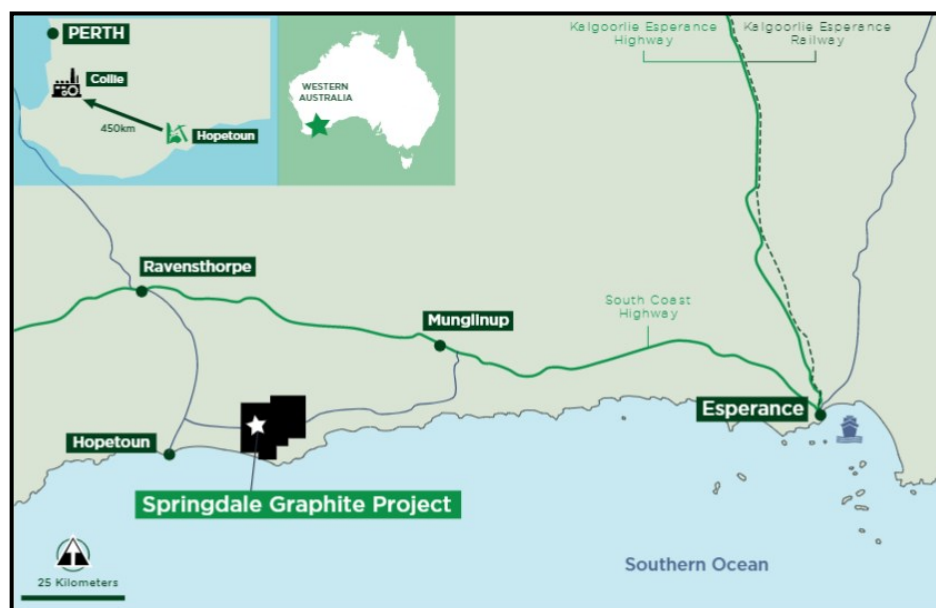 PERTH
Collie
450km
Hopetoun
WESTERN
AUSTRALIA
Kalgoorlie Esperance
Highway
Kalgoorlie Esperance
Railway
Ravensthorpe
Munglinup
South Coast
Highway
Esperance
Hopetoun
Springdale Graphite Project
Southern Ocean
25 Kilometers